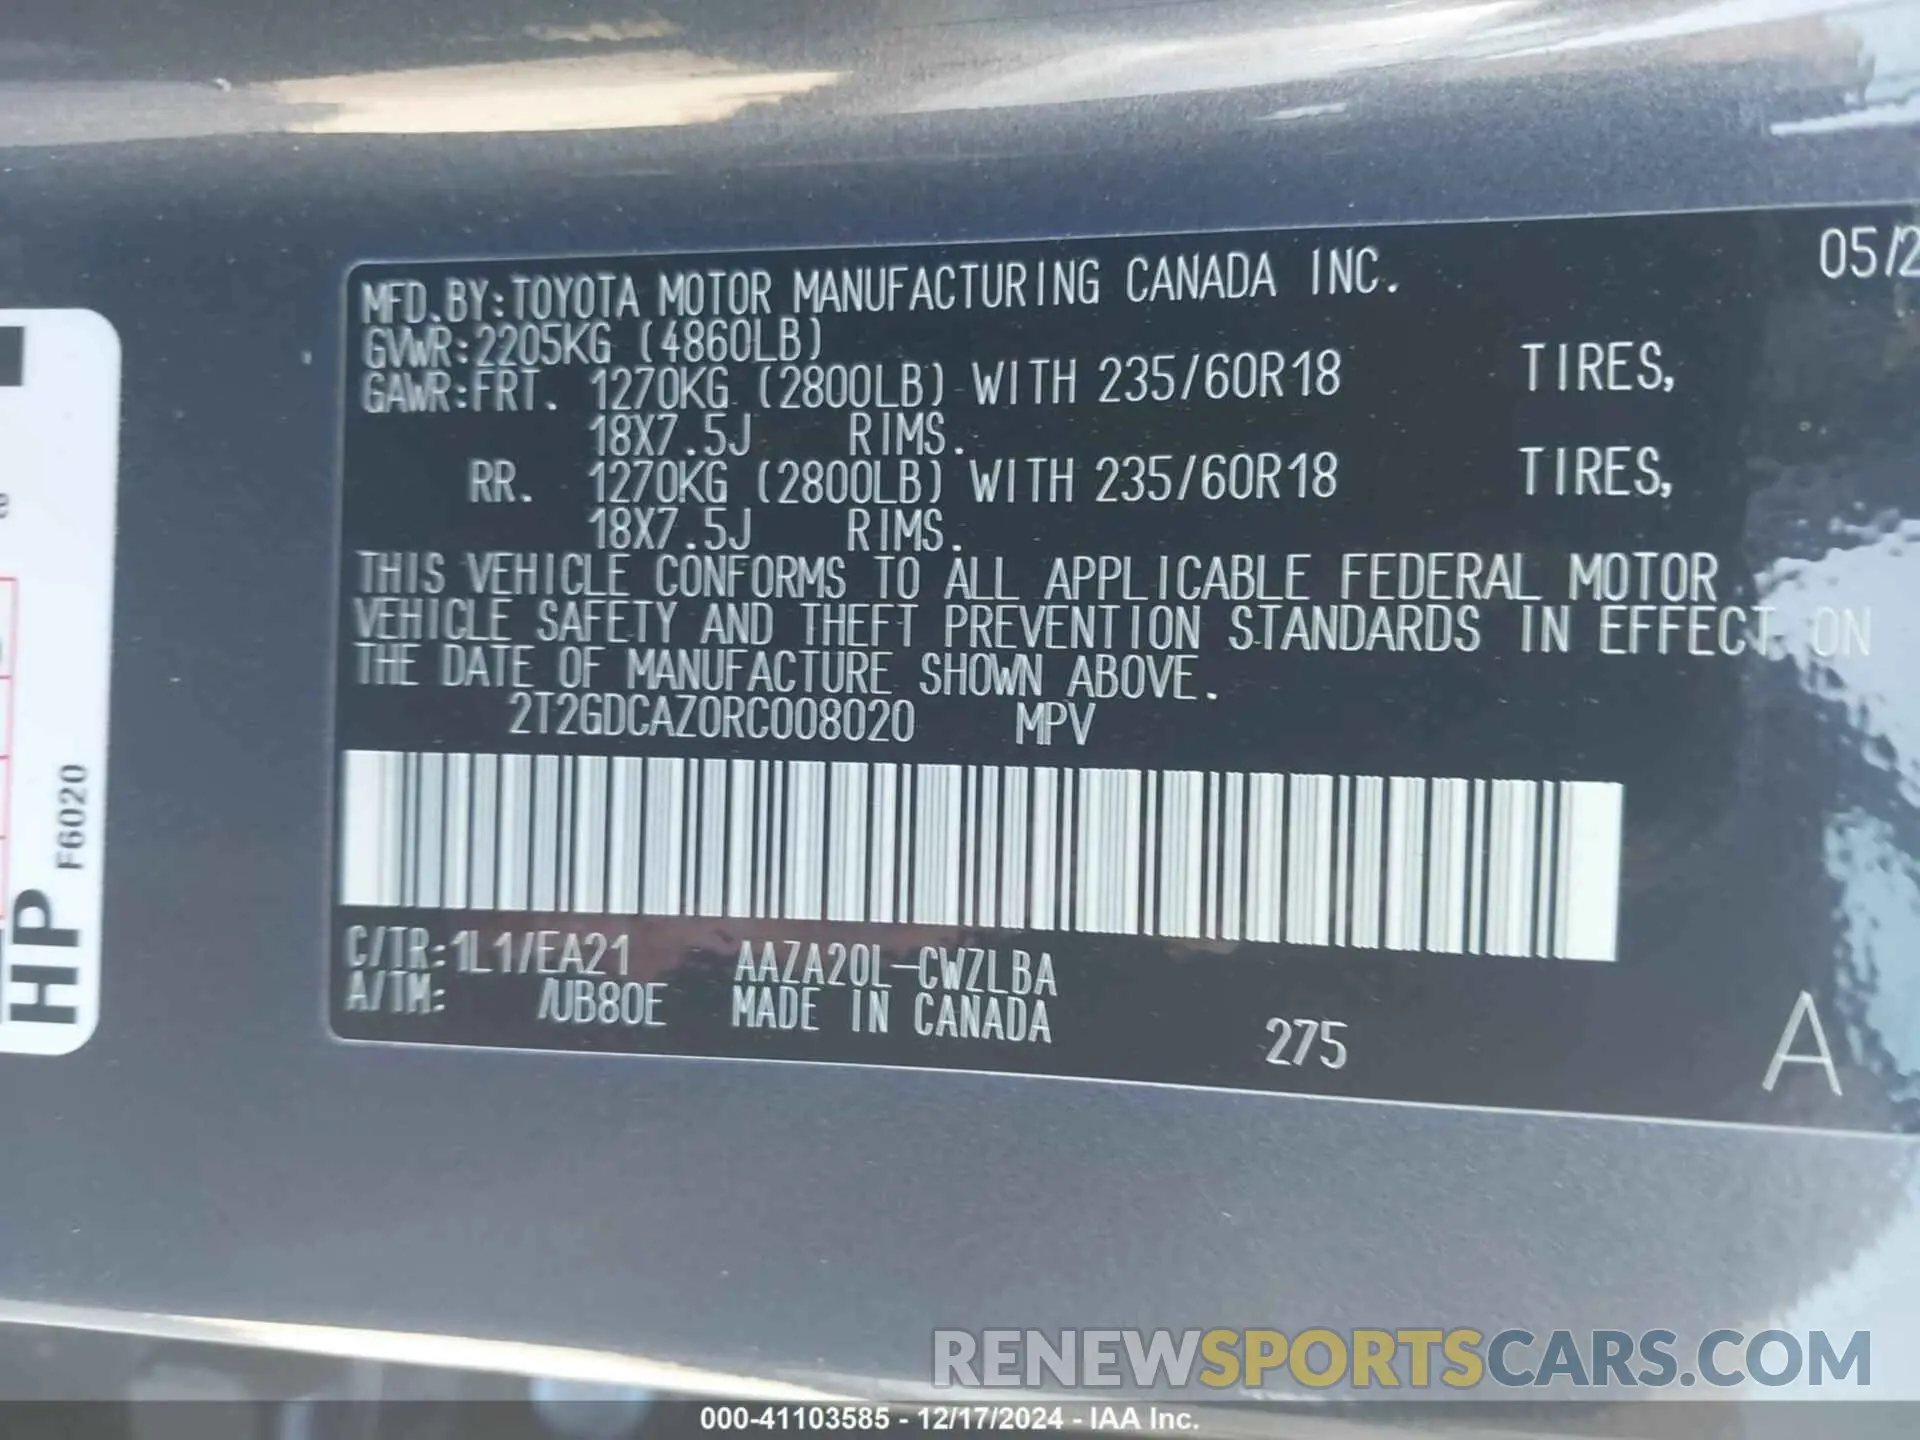 05/2
MFD.BY:TOYOTA MOTOR MANUFACTURING CANADA INC.
GVWR:2205KG (4860LB)
GAWR:FRT. 1270KG (2800LB) WITH 235/60R18 TIRES,
18X7.5J RIMS.
RR. 1270KG (2800LB) WITH 235/60R18 TIRES,
18X7.5J RIMS.
THIS VEHICLE CONFORMS TO ALL APPLICABLE FEDERAL MOTOR
VEHICLE SAFETY AND THEFT PREVENTION STANDARDS IN EFFECT ON
THE DATE OF MANUFACTURE SHOWN ABOVE.
2T2GDCAZ0RC008020 MPV
C/TR:1L1/EA21 AAZA20L-CWZLBA
A/TM: /UB80E MADE IN CANADA
275
A
HP
F6020
RENEWSPORTSCARS.COM
000-41103585 - 12/17/2024 - IAA Inc.